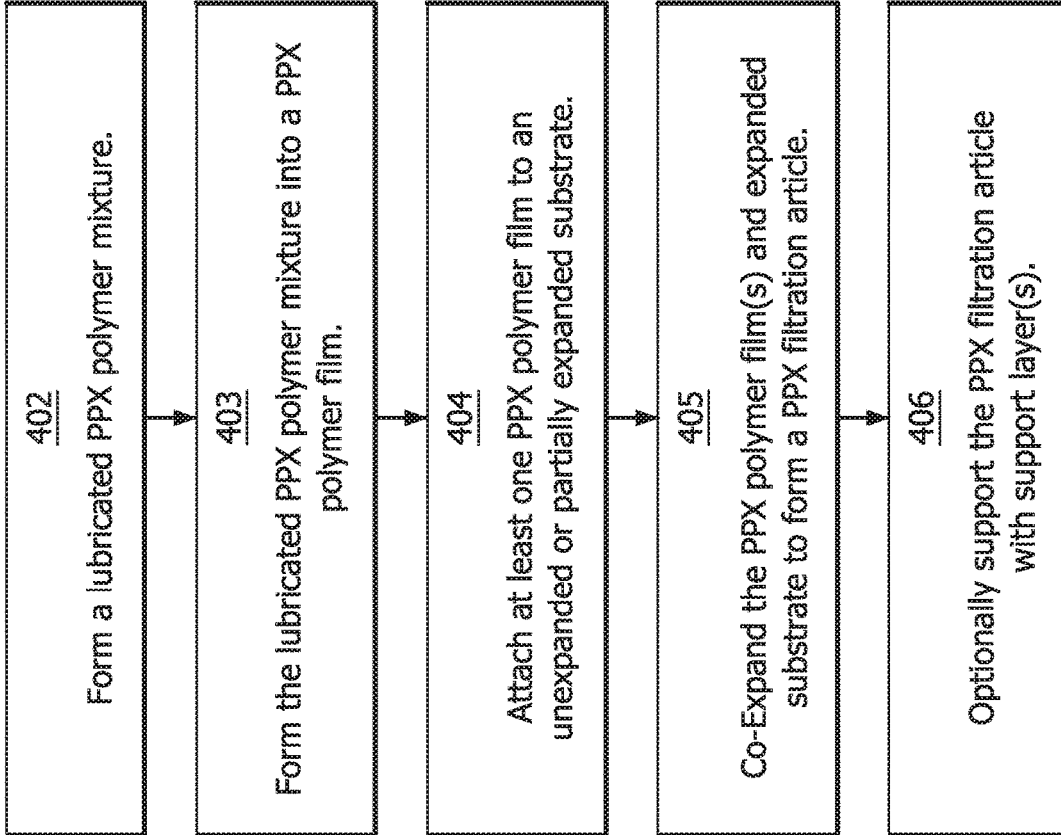 402
Form a lubricated PPX polymer mixture.
403
Form the lubricated PPX polymer mixture into a PPX
polymer film.
404
Attach at least one PPX polymer film to an
unexpanded or partially expanded substrate.
405
Co-Expand the PPX polymer film(s) and expanded
substrate to form a PPX filtration article.
406
Optionally support the PPX filtration article
with support layer(s).